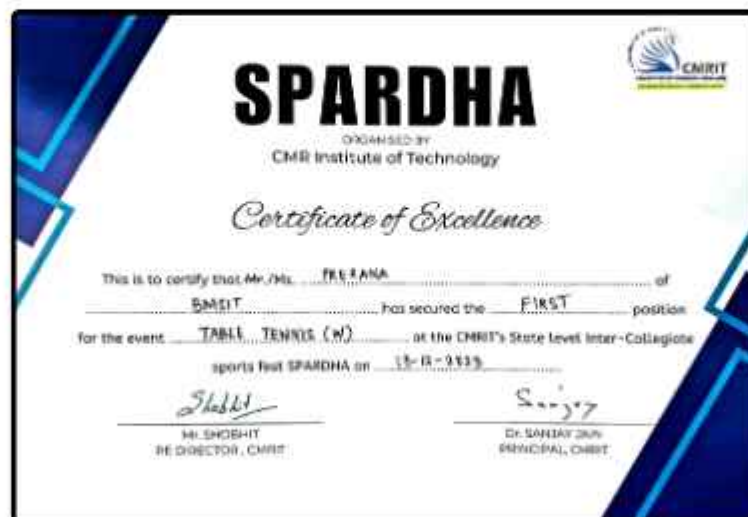 CMRIT
SPARDHA
ORGANISED BY
CMR Institute of Technology
Certificate of Excellence
This is to certify that Mr./Ms. PRERANA of
BMSIT has secured the FIRST position
for the event TABLE TENNIS (W) at the CMRIT's State Level Inter-Collegiate
sports fest SPARDHA on
Shobhit Sanjay
Mr. SHOBHIT Dr. SANJAY JAIN
PE DIRECTOR, CMRIT PRINCIPAL, CMRIT